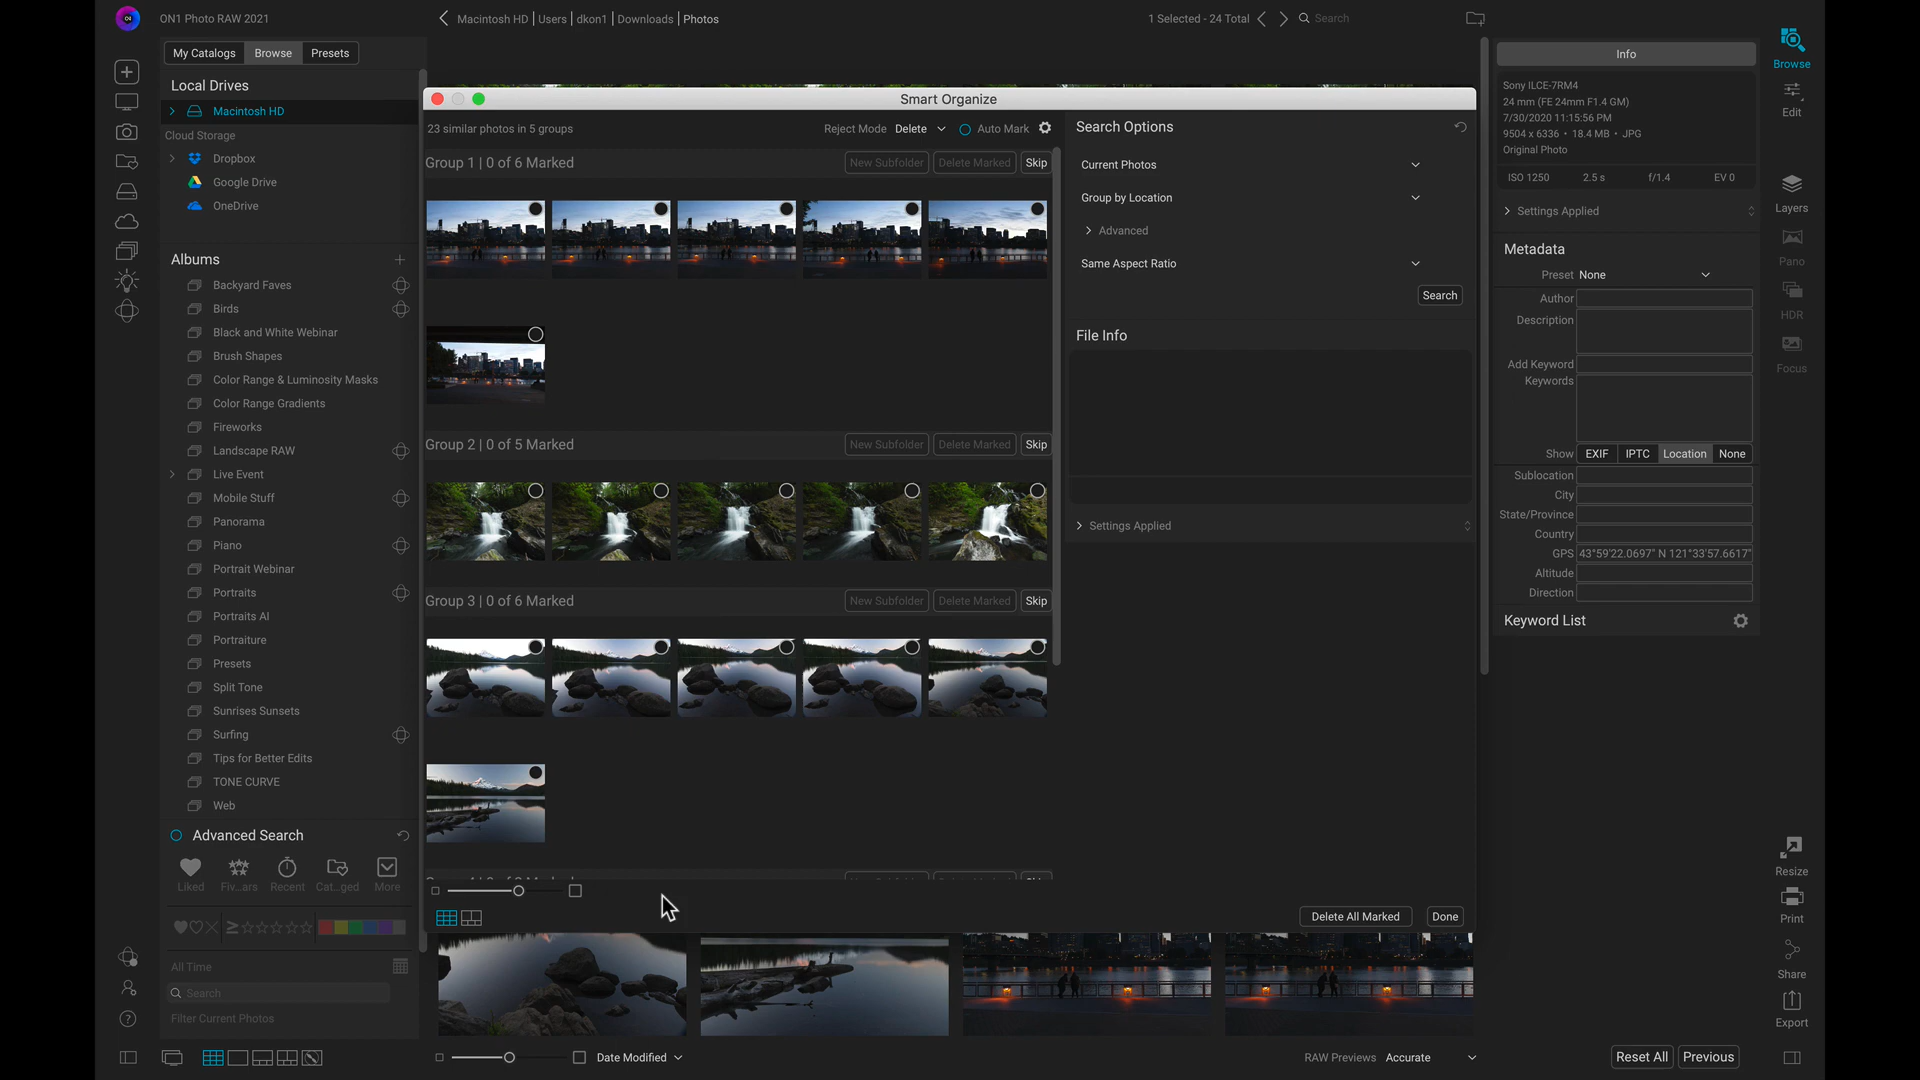 ON1 Photo RAW 2021
Macintosh HD | Users | dkon1 | Downloads | Photos
1 Selected - 24 Total
Search
My Catalogs
Browse
Presets
Local Drives
Macintosh HD
Cloud Storage
Dropbox
Google Drive
OneDrive
Albums
Backyard Faves
Birds
Black and White Webinar
Brush Shapes
Color Range & Luminosity Masks
Color Range Gradients
Fireworks
Landscape RAW
Live Event
Mobile Stuff
Panorama
Piano
Portrait Webinar
Portraits
Portraits AI
Portraiture
Presets
Split Tone
Sunrises Sunsets
Surfing
Tips for Better Edits
TONE CURVE
Web
Advanced Search
Liked
Fiv...ars
Recent
Cat...ged
More
All Time
Search
Filter Current Photos
Smart Organize
23 similar photos in 5 groups
Reject Mode Delete
Auto Mark
Group 1 | 0 of 6 Marked
New Subfolder
Delete Marked
Skip
Group 2 | 0 of 5 Marked
New Subfolder
Delete Marked
Skip
Group 3 | 0 of 6 Marked
New Subfolder
Delete Marked
Skip
Search Options
Current Photos
Group by Location
Advanced
Same Aspect Ratio
Search
File Info
Settings Applied
Delete All Marked
Done
Date Modified
RAW Previews Accurate
Info
Sony ILCE-7RM4
24 mm (FE 24mm F1.4 GM)
7/30/2020 11:15:56 PM
9504 x 6336 • 18.4 MB • JPG
Original Photo
ISO 1250
2.5 s
f/1.4
EV 0
Settings Applied
Metadata
Preset None
Author
Description
Add Keyword
Keywords
Show EXIF IPTC Location None
Sublocation
City
State/Province
Country
GPS 43°59'22.0697" N 121°33'57.6617"
Altitude
Direction
Keyword List
Reset All
Previous
Browse
Edit
Layers
Pano
HDR
Focus
Resize
Print
Share
Export